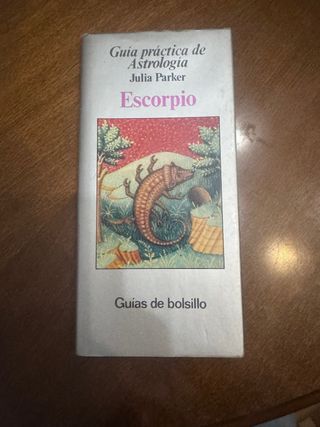 Guía práctica de
Astrología
Julia Parker
Escorpio
Guías de bolsillo